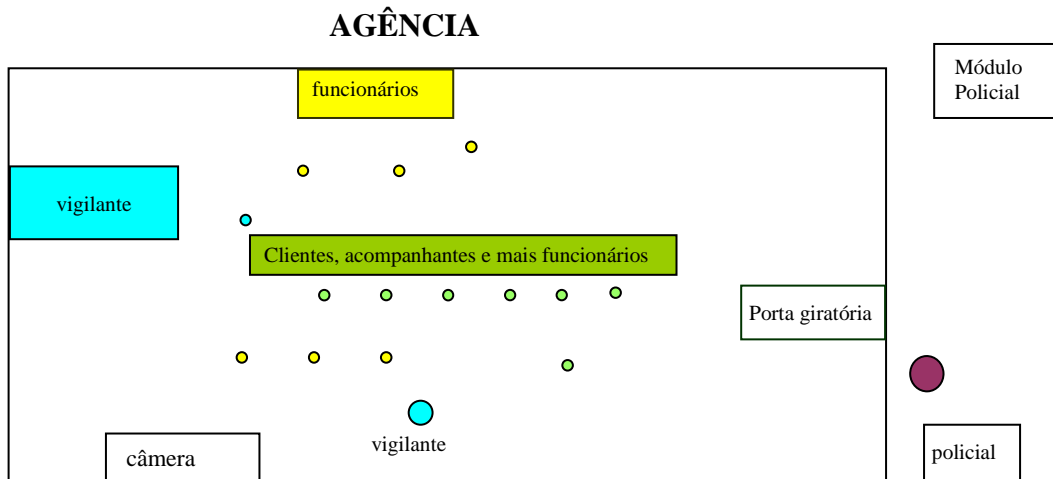 AGÊNCIA
funcionários
Módulo
Policial
vigilante
Clientes, acompanhantes e mais funcionários
Porta giratória
vigilante
câmera
policial